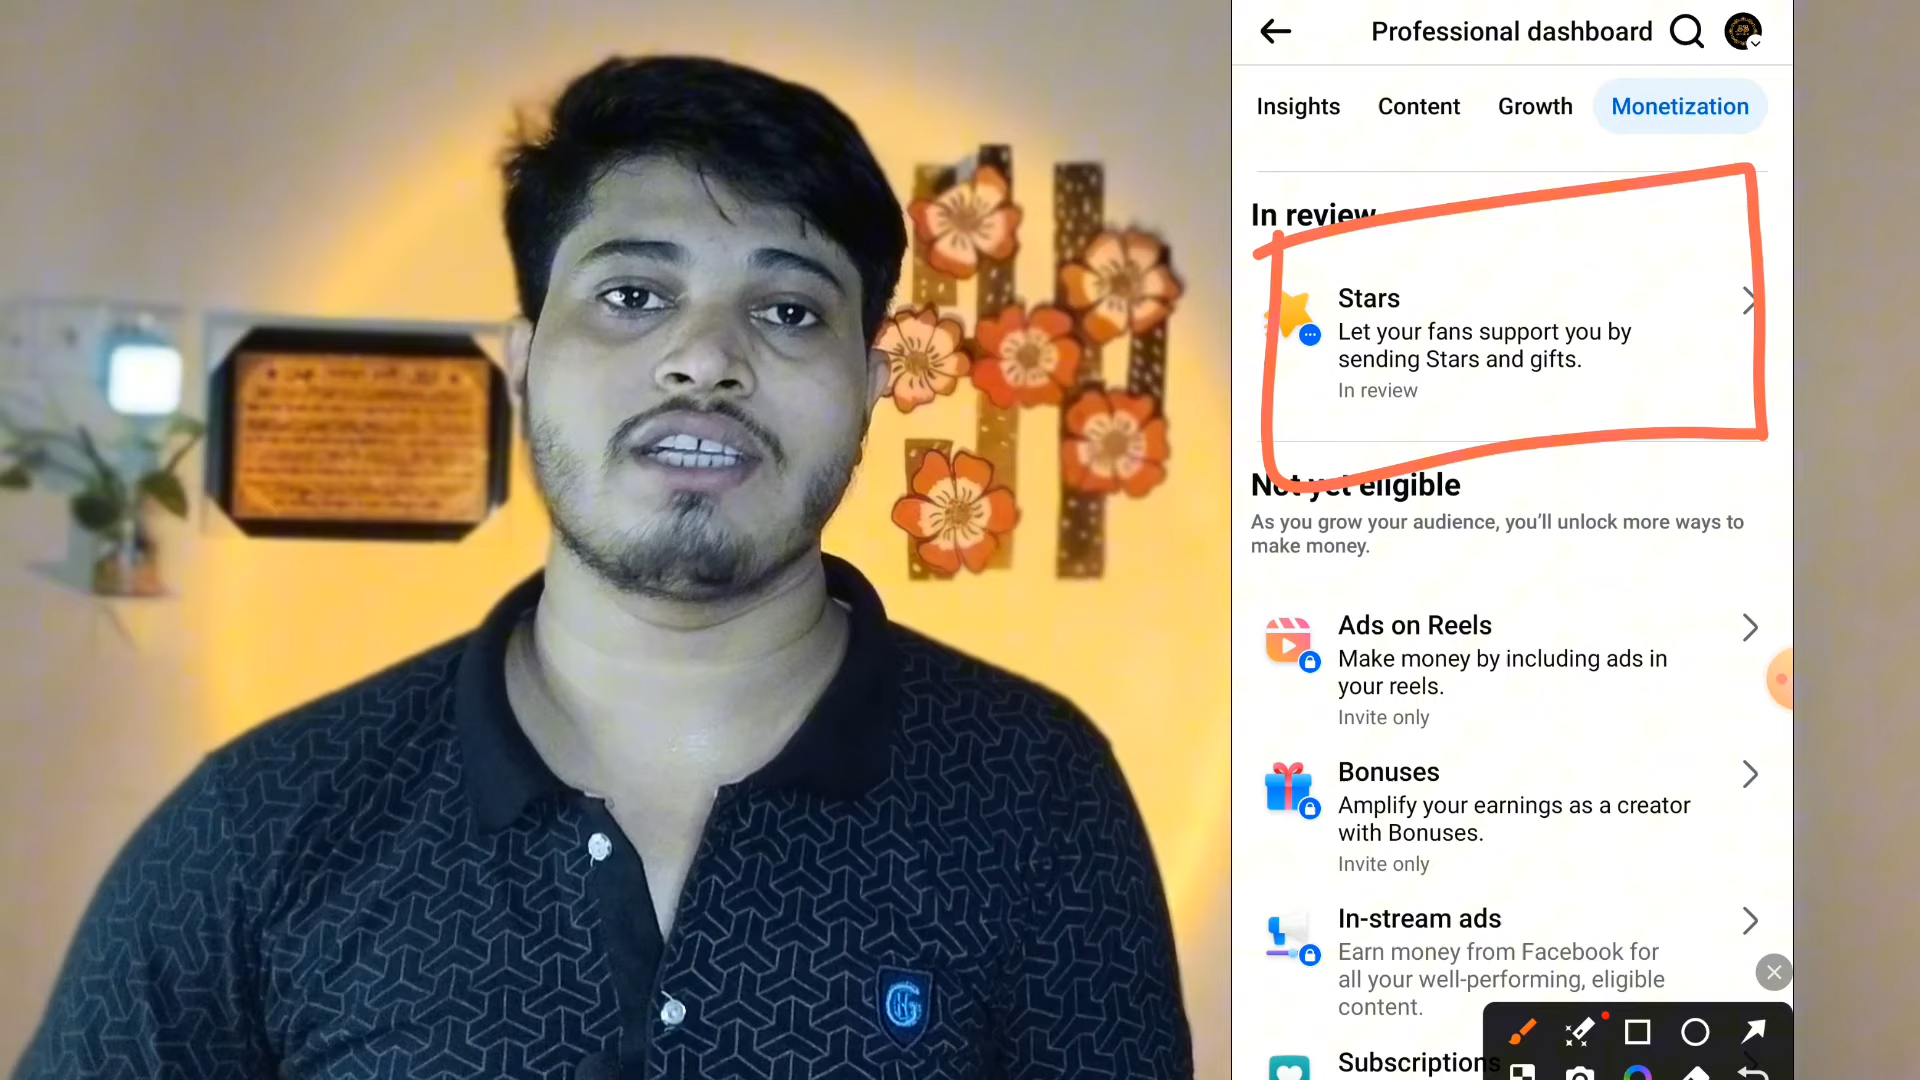 Professional dashboard
Insights
Content
Growth
Monetization
In review
Stars
Let your fans support you by
sending Stars and gifts.
In review
Not yet eligible
As you grow your audience, you’ll unlock more ways to
make money.
Ads on Reels
Make money by including ads in
your reels.
Invite only
Bonuses
Amplify your earnings as a creator
with Bonuses.
Invite only
In-stream ads
Earn money from Facebook for
all your well-performing, eligible
content.
Subscriptions